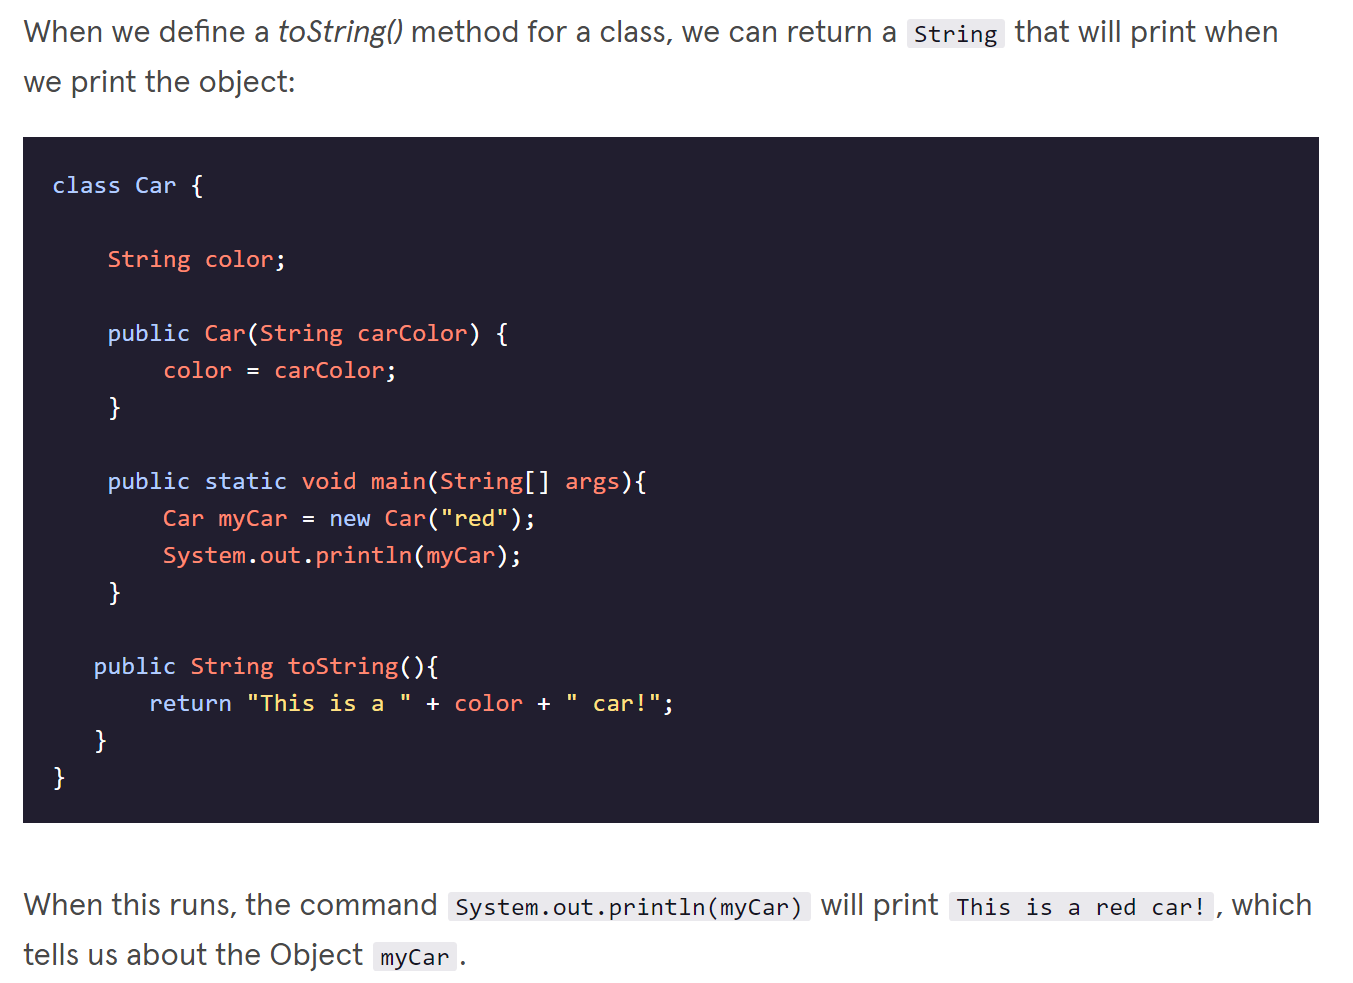 When we define a toString() method for a class, we can return a String that will print when
we print the object:
class Car {
String color;
public Car(String carColor) {
color = carColor;
}
public static void main(String[] args){
Car myCar = new Car("red");
System.out.println(myCar);
}
public String toString(){
return "This is a " + color + " car!";
}
}
When this runs, the command System.out.println(myCar) will print This is a red car!, which
tells us about the Object myCar.